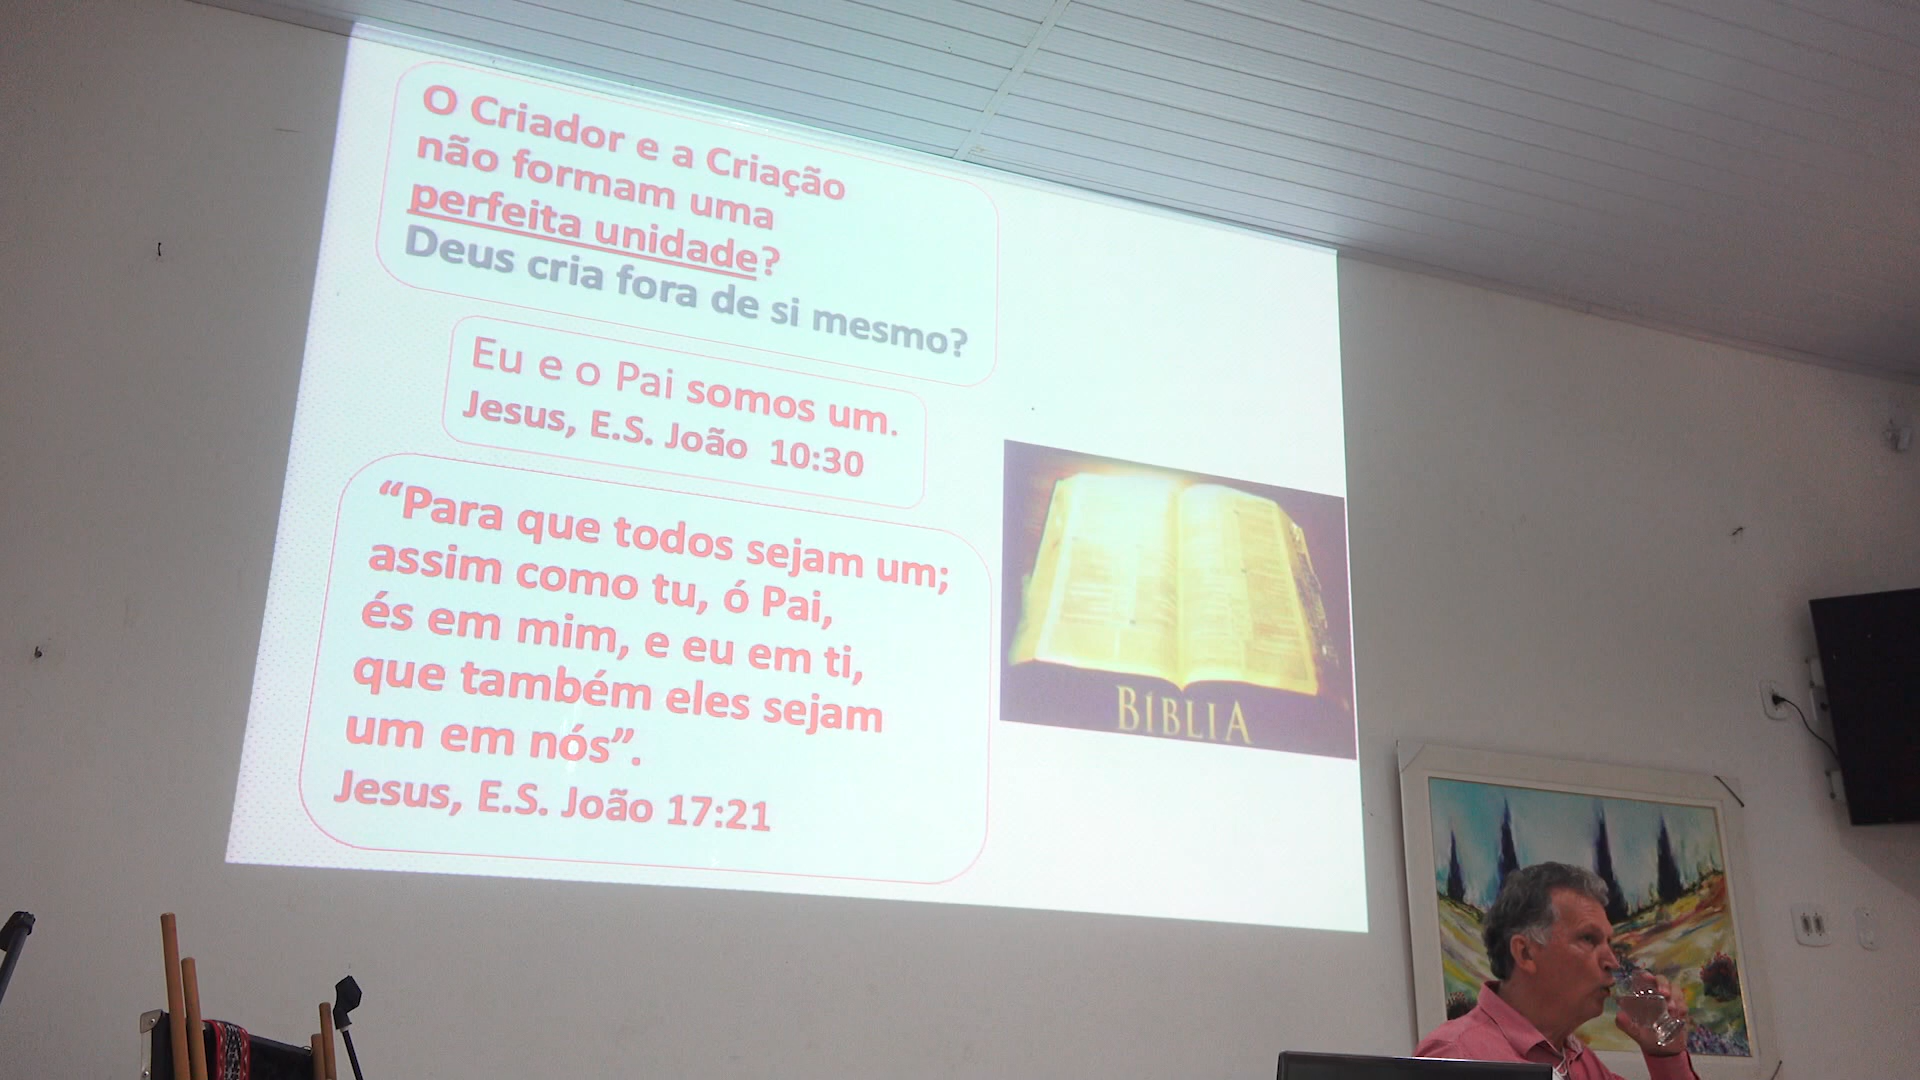 O Criador e a Criação
não formam uma
perfeita unidade?
Deus cria fora de si mesmo?
Eu e o Pai somos um.
Jesus, E.S. João 10:30
“Para que todos sejam um;
assim como tu, ó Pai,
és em mim, e eu em ti,
que também eles sejam
um em nós”.
Jesus, E.S. João 17:21
BÍBLIA